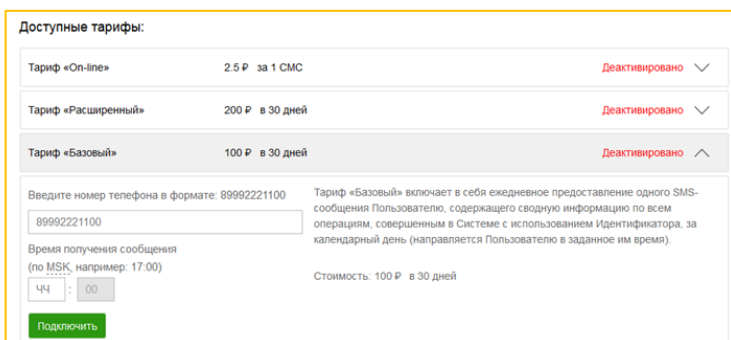 Доступные тарифы:
Тариф «On-line» 2.5 ₽ за 1 СМС Деактивировано
Тариф «Расширенный» 200 ₽ в 30 дней Деактивировано
Тариф «Базовый» 100 ₽ в 30 дней Деактивировано
Введите номер телефона в формате: 89992221100
89992221100
Время получения сообщения
(по MSK, например: 17:00)
ЧЧ : 00
Подключить
Тариф «Базовый» включает в себя ежедневное предоставление одного SMS-
сообщения Пользователю, содержащего сводную информацию по всем
операциям, совершенным в Системе с использованием Идентификатора, за
календарный день (направляется Пользователю в заданное им время).
Стоимость: 100 ₽ в 30 дней